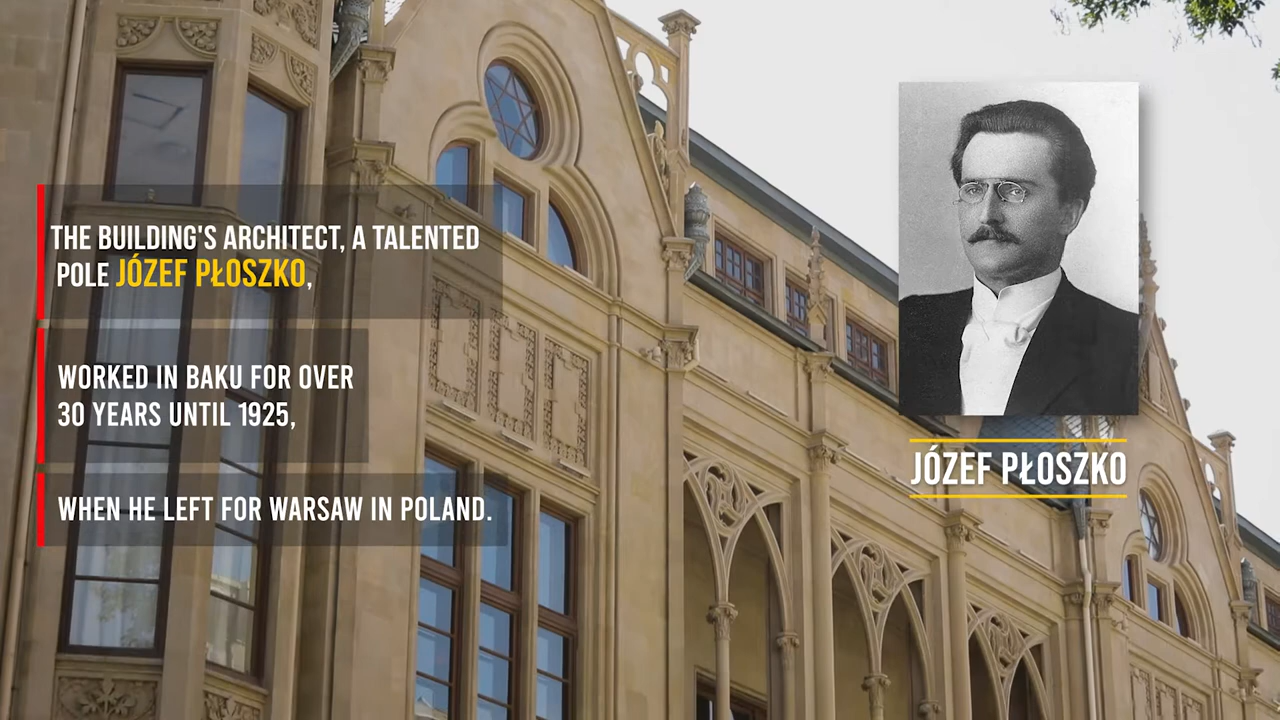 THE BUILDING'S ARCHITECT, A TALENTED
POLE JÓZEF PŁOSZKO,
WORKED IN BAKU FOR OVER
30 YEARS UNTIL 1925,
WHEN HE LEFT FOR WARSAW IN POLAND.
JÓZEF PŁOSZKO